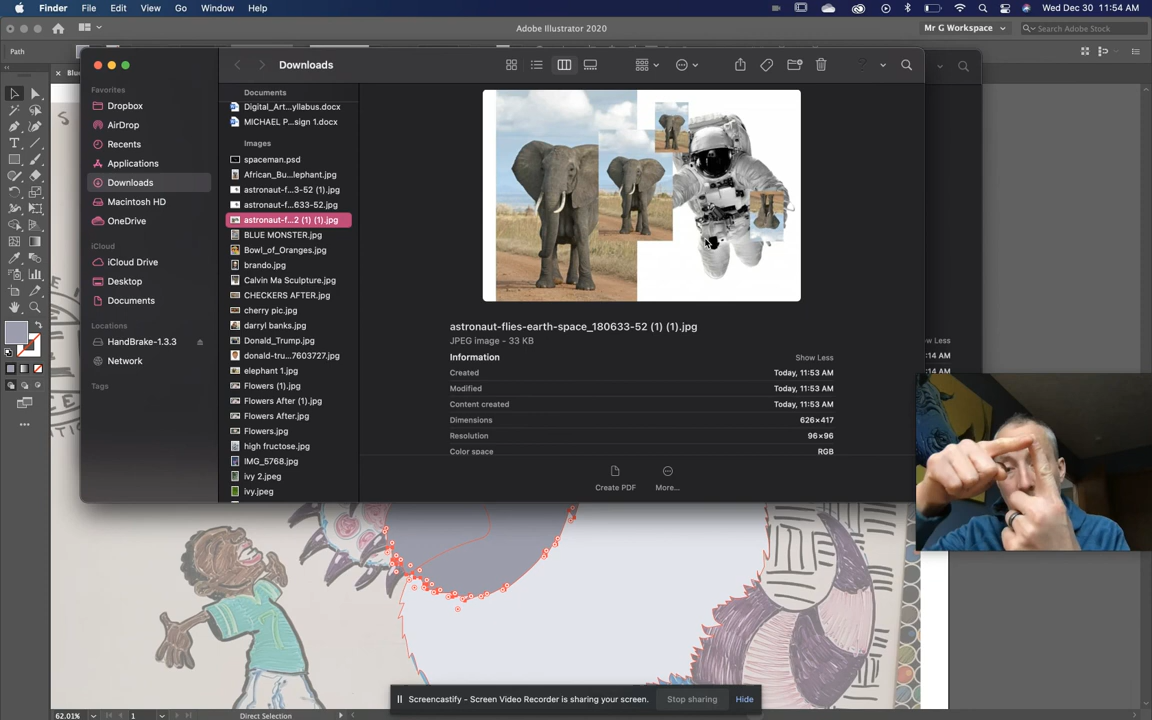 Finder File Edit View Go Window Help Wed Dec 30 11:54 AM
Adobe Illustrator 2020 Mr G Workspace Search Adobe Stock
Path
Blu
Downloads
Favorites
Dropbox
AirDrop
Recents
Applications
Downloads
Macintosh HD
OneDrive
iCloud
iCloud Drive
Desktop
Documents
Locations
HandBrake-1.3.3
Network
Tags
Documents
Digital_Art...yllabus.docx
MICHAEL P...sign 1.docx
Images
spaceman.psd
African_Bu...lephant.jpg
astronaut-f...3-52 (1).jpg
astronaut-f...633-52.jpg
astronaut-f...2 (1) (1).jpg
BLUE MONSTER.jpg
Bowl_of_Oranges.jpg
brando.jpg
Calvin Ma Sculpture.jpg
CHECKERS AFTER.jpg
cherry pic.jpg
darryl banks.jpg
Donald_Trump.jpg
donald-tru...7603727.jpg
elephant 1.jpg
Flowers (1).jpg
Flowers After (1).jpg
Flowers After.jpg
Flowers.jpg
high fructose.jpg
IMG_5768.jpg
ivy 2.jpeg
ivy.jpeg
astronaut-flies-earth-space_180633-52 (1) (1).jpg
JPEG image - 33 KB
Information Show Less
Created Today, 11:53 AM
Modified Today, 11:53 AM
Content created Today, 11:53 AM
Dimensions 626×417
Resolution 96×96
Color space RGB
Create PDF More...
w Less
:14 AM
:14 AM
7
Screencastify - Screen Video Recorder is sharing your screen. Stop sharing Hide
62.01% 1 Direct Selection